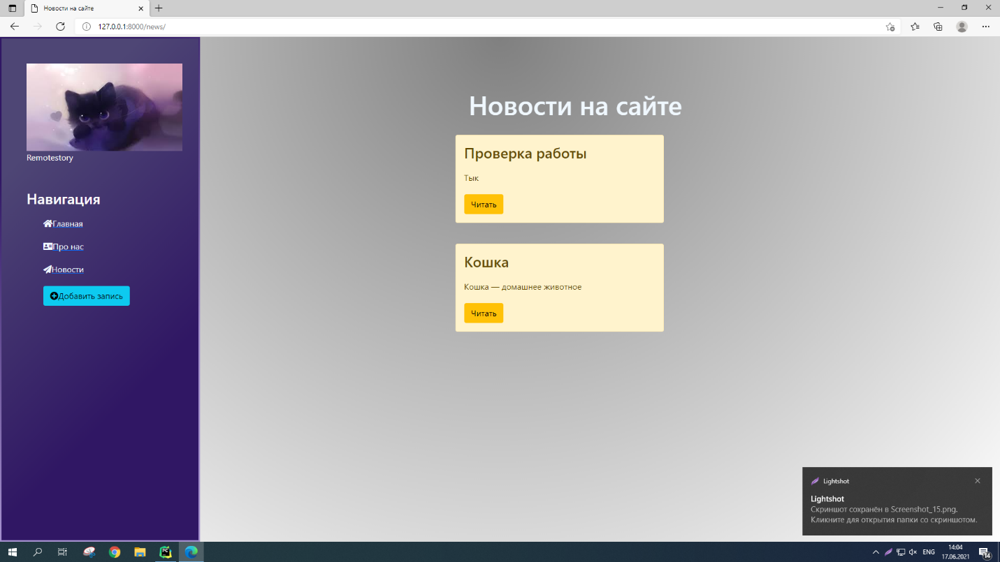 Новости на сайте
127.0.0.1:8000/news/
Remotestory
Навигация
Главная
Про нас
Новости
Добавить запись
Новости на сайте
Проверка работы
Тык
Читать
Кошка
Кошка — домашнее животное
Читать
Lightshot
Lightshot
Скриншот сохранён в Screenshot_15.png.
Кликните для открытия папки со скриншотом.
PC
ENG
14:04
17.06.2021
14